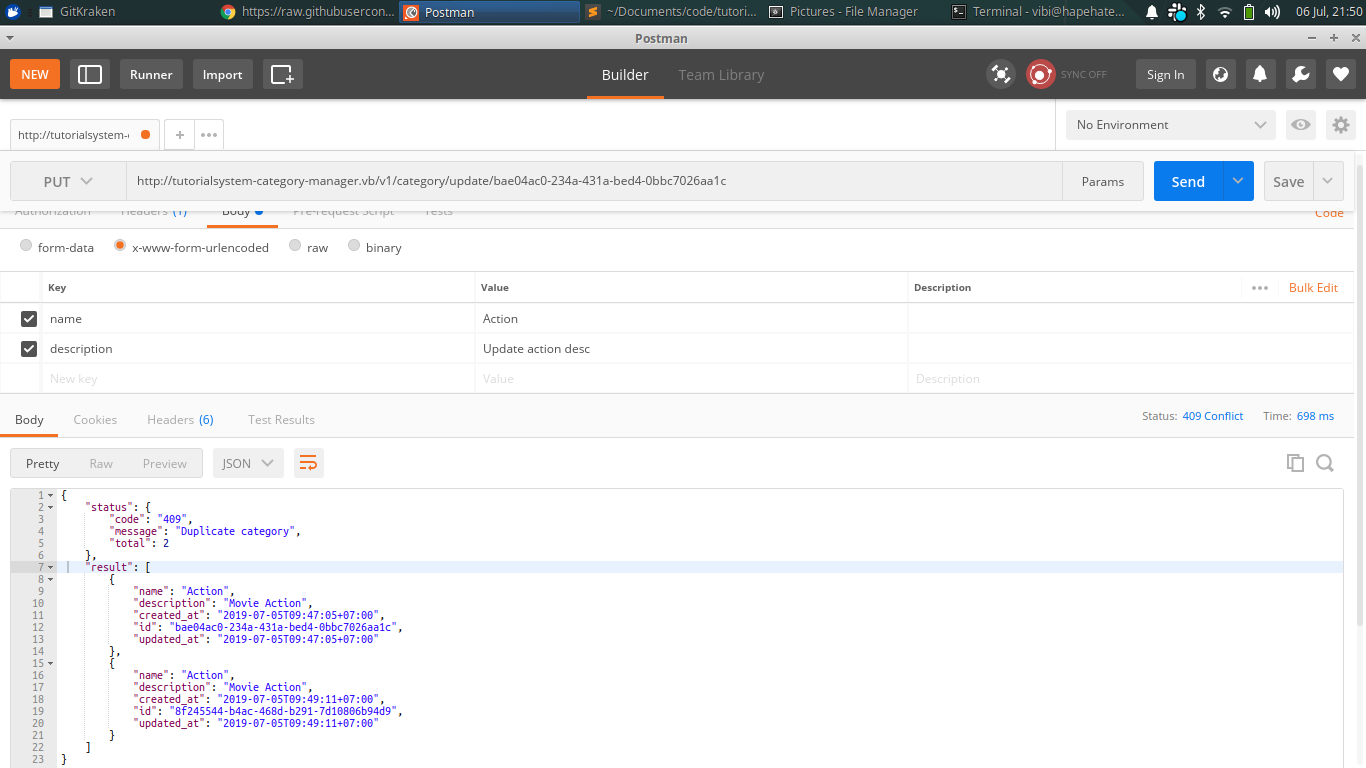 GitKraken https://raw.githubusercon... Postman ~/Documents/code/tutori... Pictures - File Manager Terminal - vibi@hapehate... 06 Jul, 21:50
Postman
NEW Runner Import Builder Team Library SYNC OFF Sign In
http://tutorialsystem- + ••• No Environment
PUT http://tutorialsystem-category-manager.vb/v1/category/update/bae04ac0-234a-431a-bed4-0bbc7026aa1c Params Send Save
Authorization Headers (1) Body Pre-request Script Tests Code
form-data x-www-form-urlencoded raw binary
Key Value Description ••• Bulk Edit
name Action
description Update action desc
New key Value Description
Body Cookies Headers (6) Test Results Status: 409 Conflict Time: 698 ms
Pretty Raw Preview JSON
1 {
2 "status": {
3 "code": "409",
4 "message": "Duplicate category",
5 "total": 2
6 },
7 "result": [
8 {
9 "name": "Action",
10 "description": "Movie Action",
11 "created_at": "2019-07-05T09:47:05+07:00",
12 "id": "bae04ac0-234a-431a-bed4-0bbc7026aa1c",
13 "updated_at": "2019-07-05T09:47:05+07:00"
14 },
15 {
16 "name": "Action",
17 "description": "Movie Action",
18 "created_at": "2019-07-05T09:49:11+07:00",
19 "id": "8f245544-b4ac-468d-b291-7d10806b94d9",
20 "updated_at": "2019-07-05T09:49:11+07:00"
21 }
22 ]
23 }